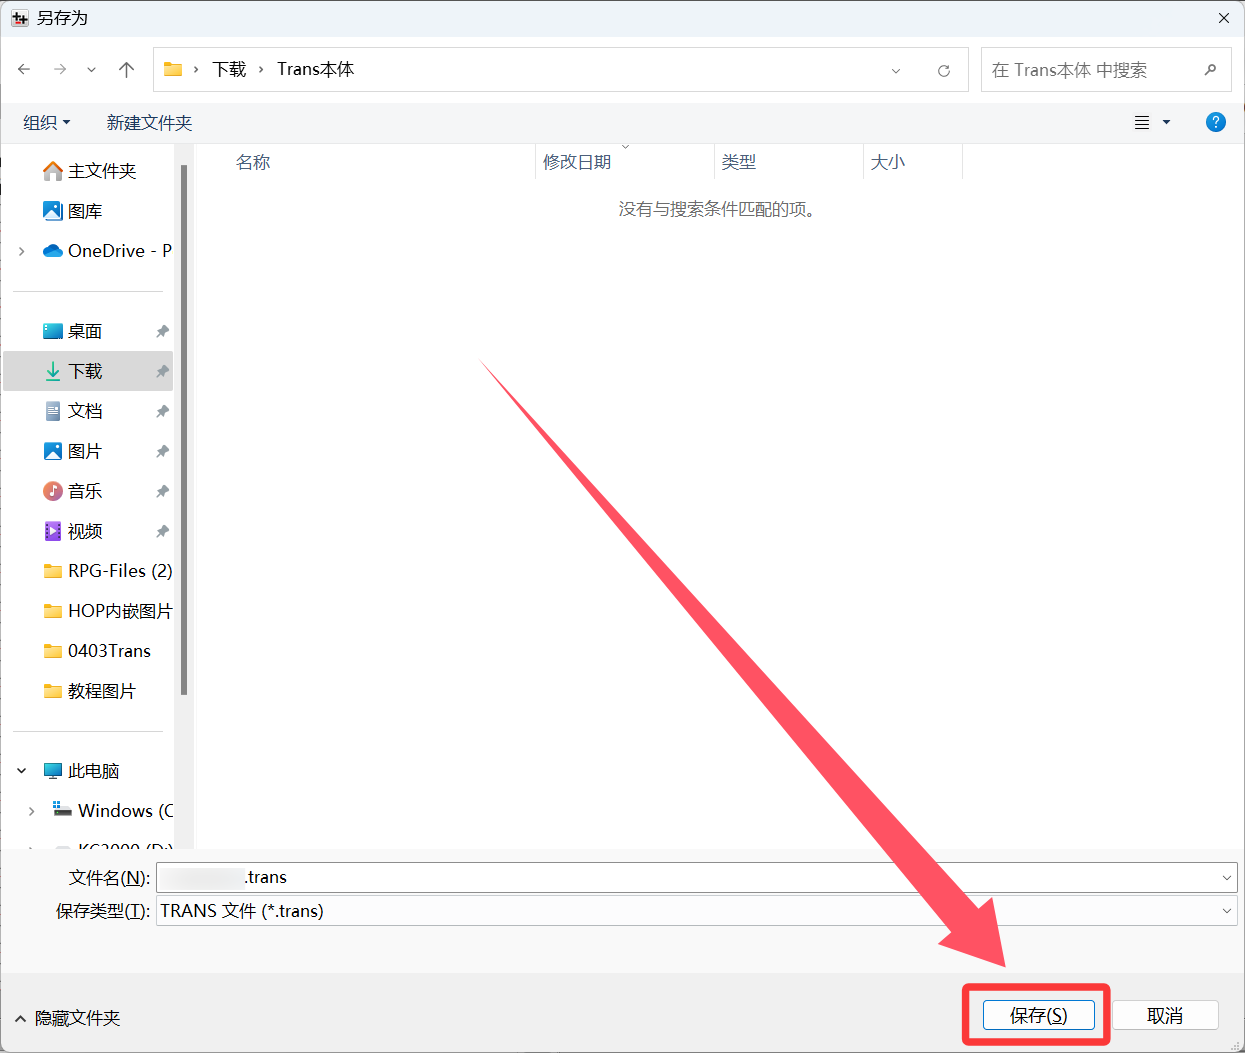 另存为
下载 › Trans本体
在 Trans本体 中搜索
组织
新建文件夹
名称
修改日期
类型
大小
没有与搜索条件匹配的项。
主文件夹
图库
OneDrive - P
桌面
下载
文档
图片
音乐
视频
RPG-Files (2)
HOP内嵌图片
0403Trans
教程图片
此电脑
Windows (C
文件名(N):
.trans
保存类型(T):
TRANS 文件 (*.trans)
隐藏文件夹
保存(S)
取消